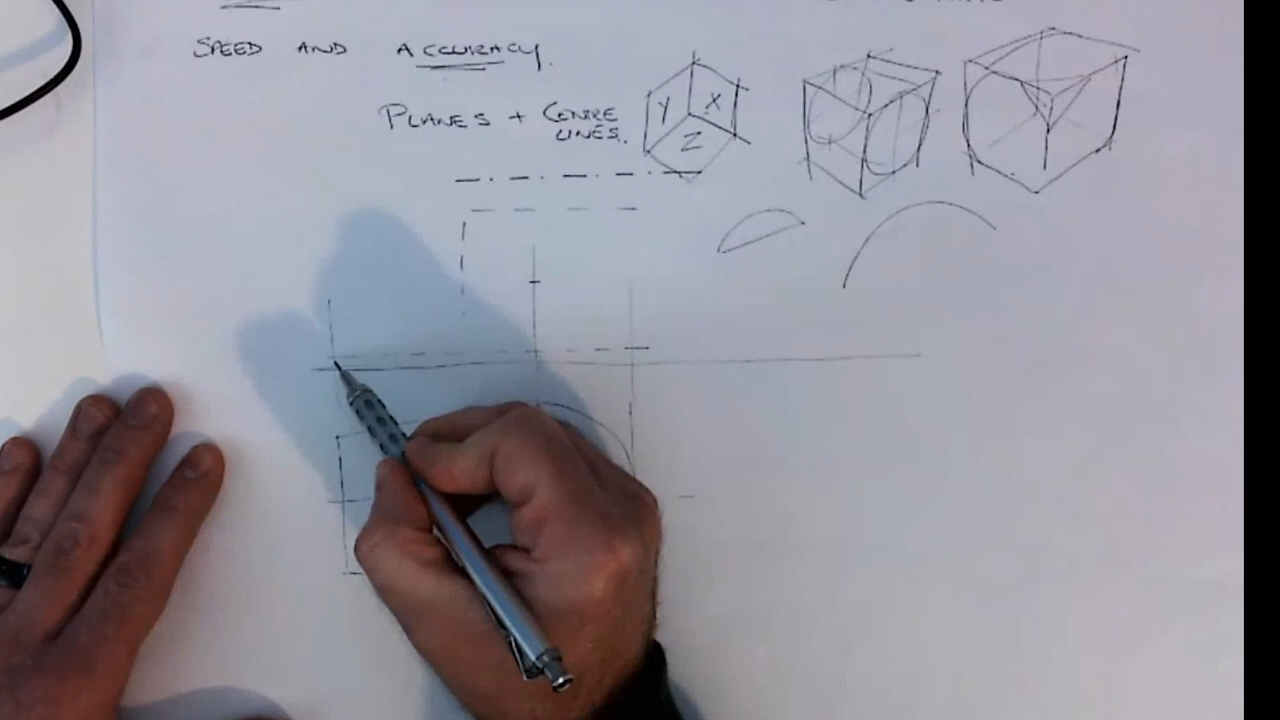 SPEED AND ACCURACY.
PLANES + CENTRE
LINES.
Y X
Z